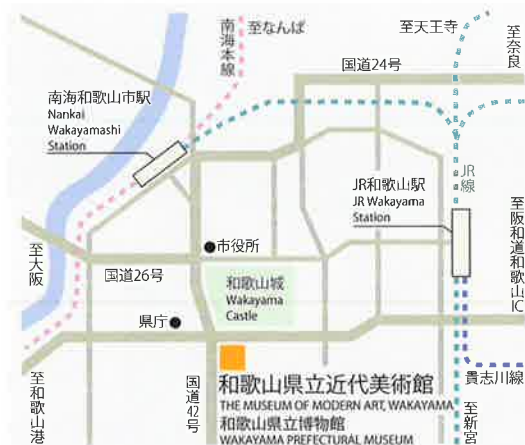 至なんば
南海本線
至天王寺
至奈良
国道24号
南海和歌山市駅
Nankai
Wakayamashi
Station
JR線
JR和歌山駅
JR Wakayama
Station
至阪和道和歌山IC
市役所
至大阪
国道26号
和歌山城
Wakayama
Castle
県庁
至和歌山港
国道42号
貴志川線
至新宮
和歌山県立近代美術館
THE MUSEUM OF MODERN ART, WAKAYAMA
和歌山県立博物館
WAKAYAMA PREFECTURAL MUSEUM